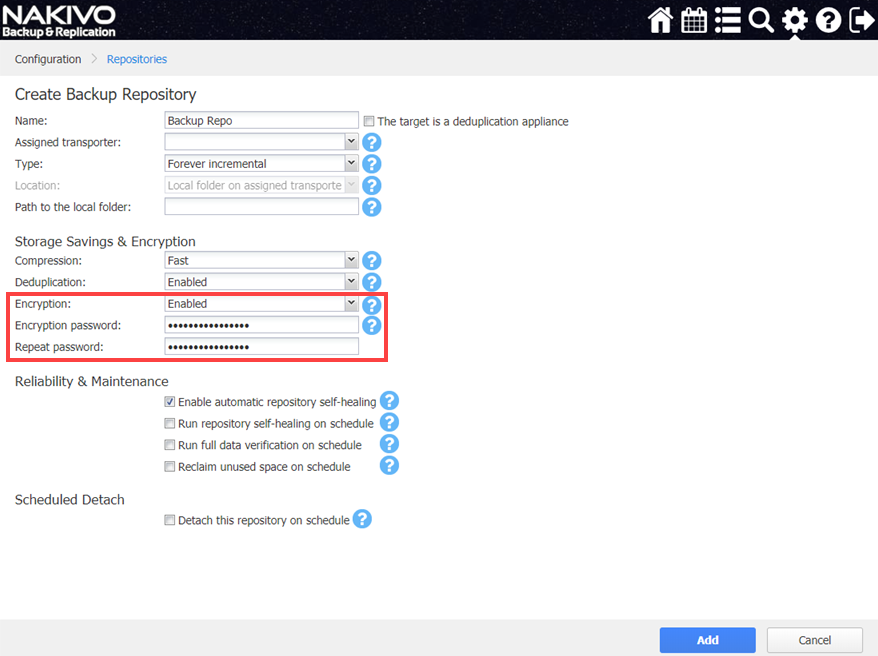 NAKIVO
Backup & Replication
Configuration > Repositories
Create Backup Repository
Name: Backup Repo The target is a deduplication appliance
Assigned transporter:
Type: Forever incremental
Location: Local folder on assigned transporte
Path to the local folder:
Storage Savings & Encryption
Compression: Fast
Deduplication: Enabled
Encryption: Enabled
Encryption password: ••••••••••••••••
Repeat password: ••••••••••••••••
Reliability & Maintenance
Enable automatic repository self-healing
Run repository self-healing on schedule
Run full data verification on schedule
Reclaim unused space on schedule
Scheduled Detach
Detach this repository on schedule
Add Cancel